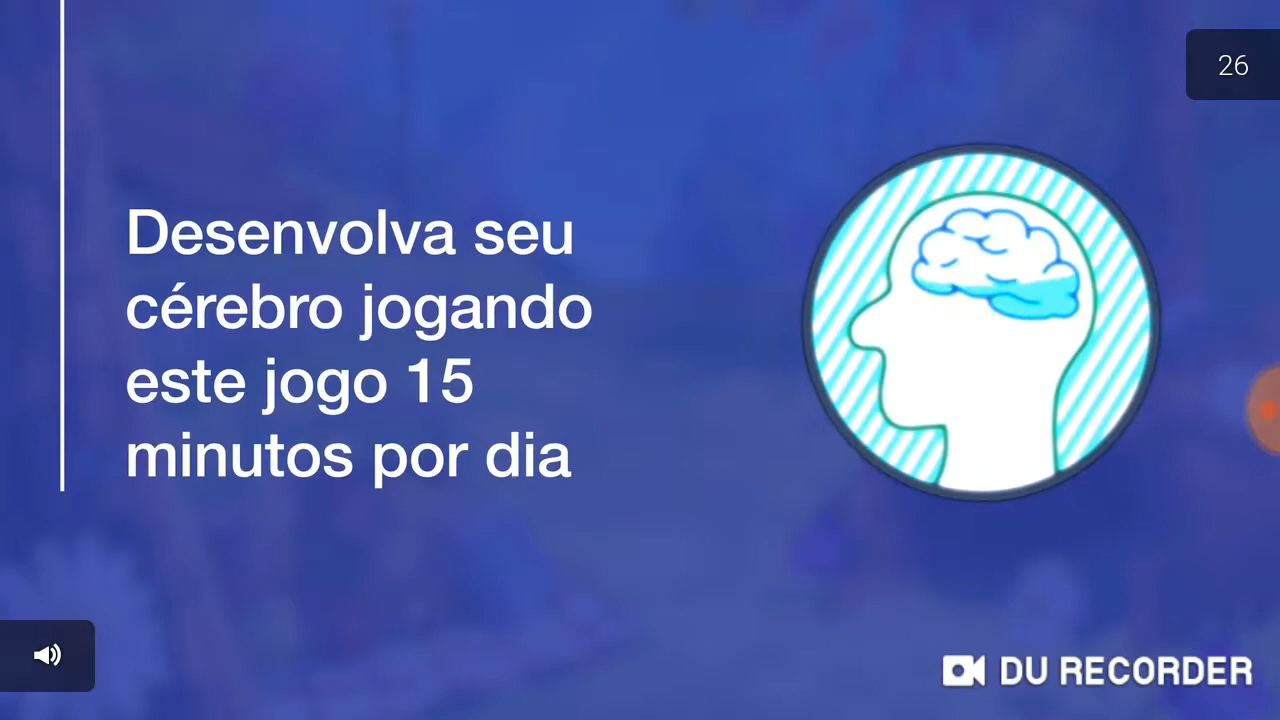 26
Desenvolva seu
cérebro jogando
este jogo 15
minutos por dia
DU RECORDER